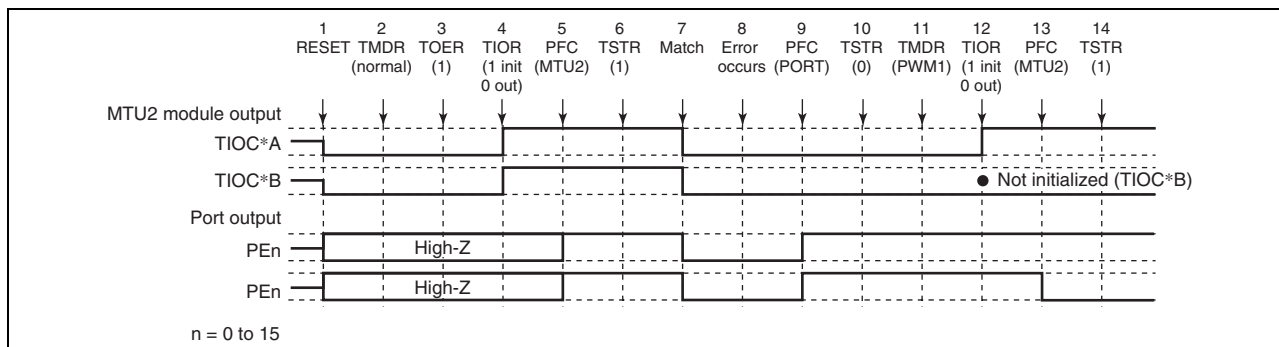 1 2 3 4 5 6 7 8 9 10 11 12 13 14
RESET TMDR TOER TIOR PFC TSTR Match Error PFC TSTR TMDR TIOR PFC TSTR
(normal) (1) (1 init (MTU2) (1) occurs (PORT) (0) (PWM1) (1 init (MTU2) (1)
0 out) 0 out)
MTU2 module output
TIOC*A
TIOC*B
● Not initialized (TIOC*B)
Port output
PEn
High-Z
PEn
High-Z
n = 0 to 15